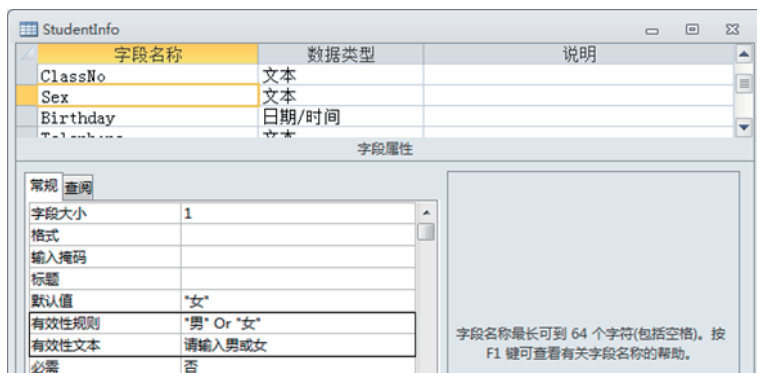 StudentInfo
字段名称 数据类型 说明
ClassNo 文本
Sex 文本
Birthday 日期/时间
字段属性
常规 查阅
字段大小 1
格式
输入掩码
标题
默认值 "女"
有效性规则 "男" Or "女"
有效性文本 请输入男或女
必需 否
字段名称最长可到 64 个字符(包括空格)。按
F1 键可查看有关字段名称的帮助。